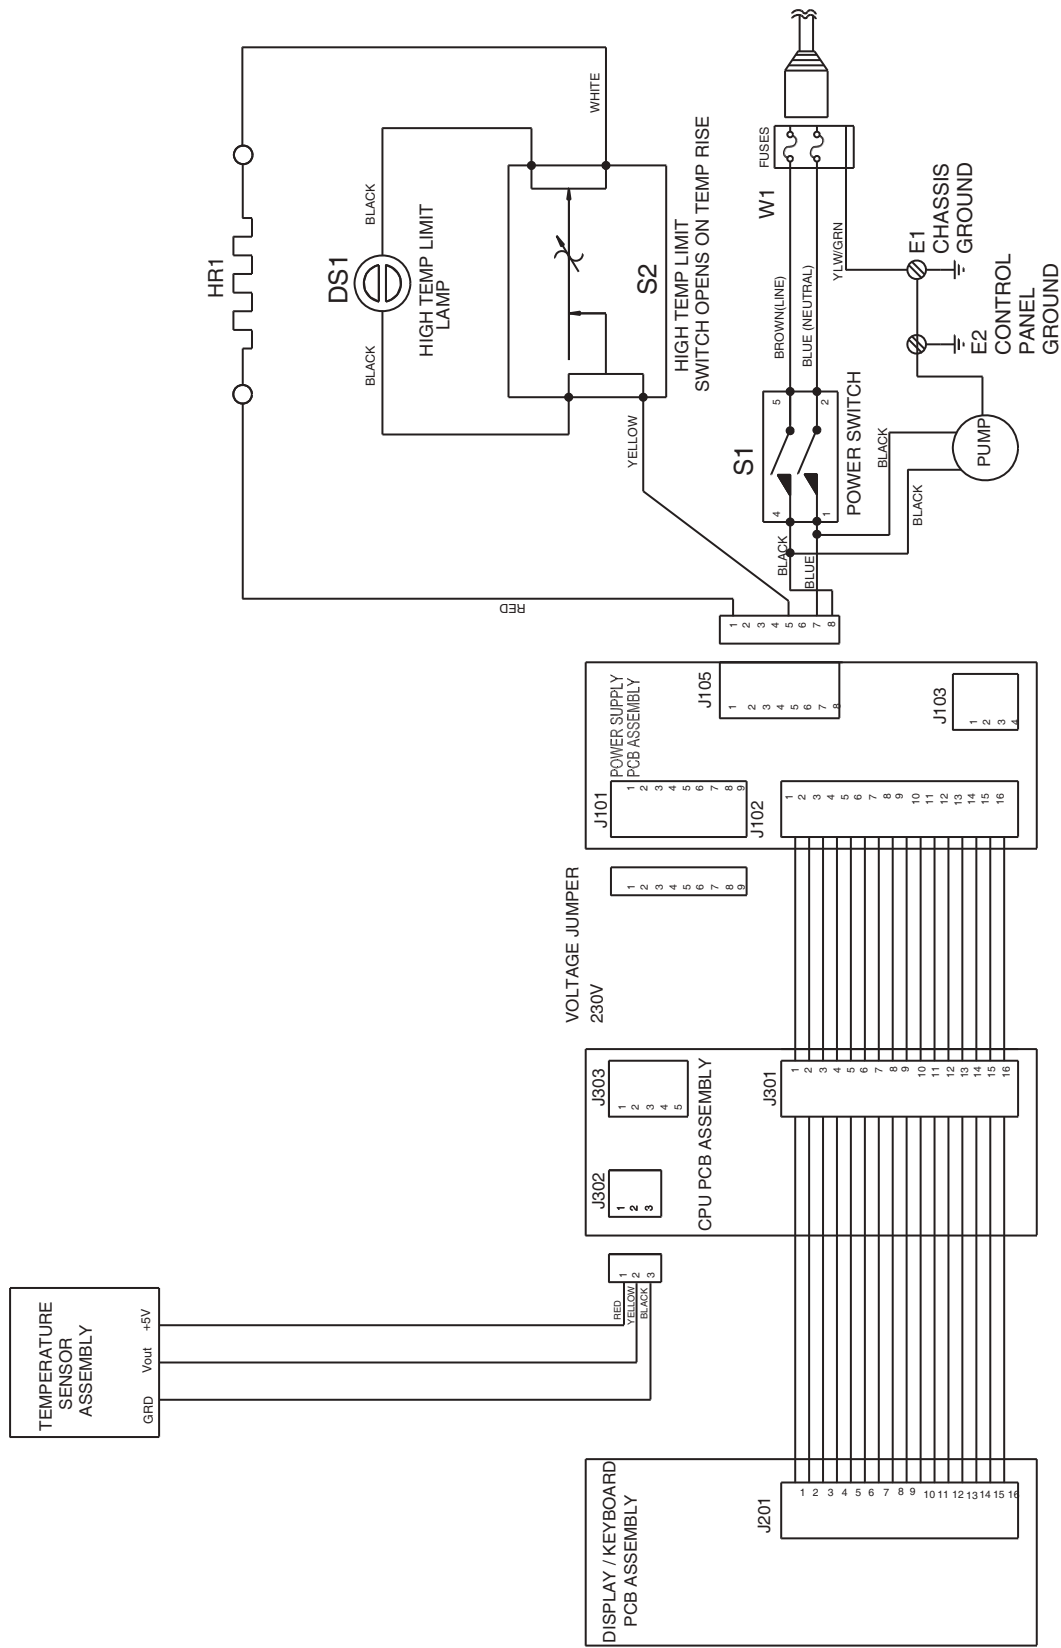 HR1
BLACK
DS1
BLACK
HIGH TEMP LIMIT
LAMP
WHITE
S2
HIGH TEMP LIMIT
SWITCH OPENS ON TEMP RISE
YELLOW
RED
FUSES
W1
BROWN(LINE)
BLUE (NEUTRAL)
YLW/GRN
E1
CHASSIS
GROUND
E2
CONTROL
PANEL
GROUND
S1
5
2
4
1
POWER SWITCH
BLACK
BLUE
BLACK
BLACK
PUMP
1
2
3
4
5
6
7
8
J105
1
2
3
4
5
6
7
8
POWER SUPPLY
PCB ASSEMBLY
J103
1
2
3
4
J101
1
2
3
4
5
6
7
8
9
J102
1
2
3
4
5
6
7
8
9
10
11
12
13
14
15
16
VOLTAGE JUMPER
230V
1
2
3
4
5
6
7
8
9
J303
1
2
3
4
5
J302
1
2
3
CPU PCB ASSEMBLY
J301
1
2
3
4
5
6
7
8
9
10
11
12
13
14
15
16
1
2
3
RED
YELLOW
BLACK
TEMPERATURE
SENSOR
ASSEMBLY
+5V
Vout
GRD
DISPLAY / KEYBOARD
PCB ASSEMBLY
J201
1
2
3
4
5
6
7
8
9
10
11
12
13
14
15
16